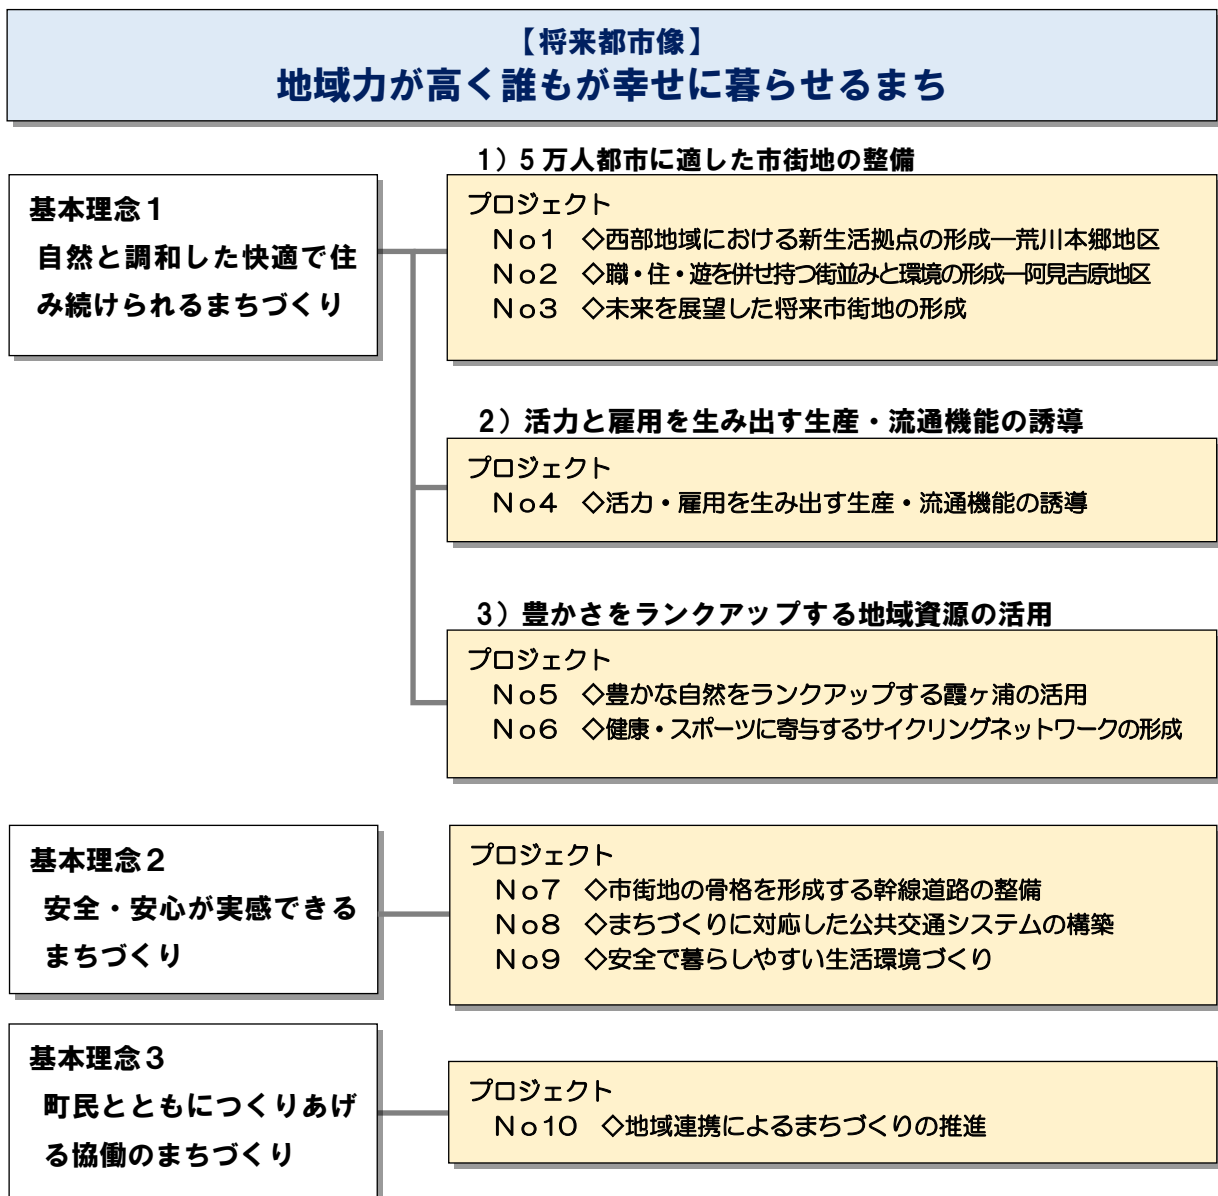 【将来都市像】
地域力が高く誰もが幸せに暮らせるまち
基本理念１
自然と調和した快適で住
み続けられるまちづくり
1）5 万人都市に適した市街地の整備
プロジェクト
Ｎｏ１　◇西部地域における新生活拠点の形成―荒川本郷地区
Ｎｏ２　◇職・住・遊を併せ持つ街並みと環境の形成―阿見吉原地区
Ｎｏ３　◇未来を展望した将来市街地の形成
2）活力と雇用を生み出す生産・流通機能の誘導
プロジェクト
Ｎｏ４　◇活力・雇用を生み出す生産・流通機能の誘導
3）豊かさをランクアップする地域資源の活用
プロジェクト
Ｎｏ５　◇豊かな自然をランクアップする霞ヶ浦の活用
Ｎｏ６　◇健康・スポーツに寄与するサイクリングネットワークの形成
基本理念２
安全・安心が実感できる
まちづくり
プロジェクト
Ｎｏ７　◇市街地の骨格を形成する幹線道路の整備
Ｎｏ８　◇まちづくりに対応した公共交通システムの構築
Ｎｏ９　◇安全で暮らしやすい生活環境づくり
基本理念３
町民とともにつくりあげ
る協働のまちづくり
プロジェクト
Ｎｏ１０　◇地域連携によるまちづくりの推進